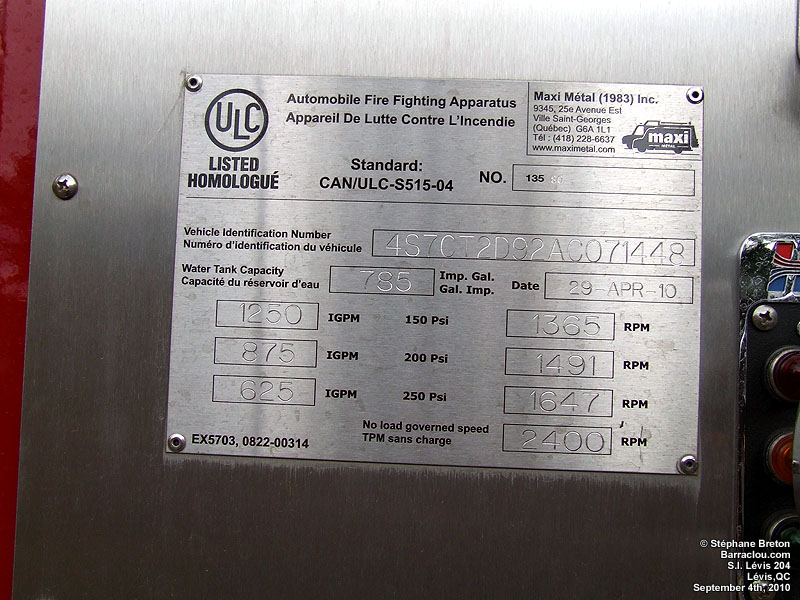 ULC
LISTED
HOMOLOGUÉ
Automobile Fire Fighting Apparatus
Appareil De Lutte Contre L'Incendie
Maxi Métal (1983) Inc.
9345, 25e Avenue Est
Ville Saint-Georges
(Québec) G6A 1L1
Tél : (418) 228-6637
www.maximetal.com
maxi
MÉTAL
Standard:
CAN/ULC-S515-04
NO. 135
Vehicle Identification Number
Numéro d'identification du véhicule
4S7CT2D92AC071448
Water Tank Capacity
Capacité du réservoir d'eau
785 Imp. Gal.
Gal. Imp.
Date 29-APR-10
1250 IGPM 150 Psi 1365 RPM
875 IGPM 200 Psi 1491 RPM
625 IGPM 250 Psi 1647 RPM
No load governed speed
TPM sans charge
2400 RPM
EX5703, 0822-00314
© Stéphane Breton
Barraclou.com
S.I. Lévis 204
Lévis,QC
September 4th, 2010